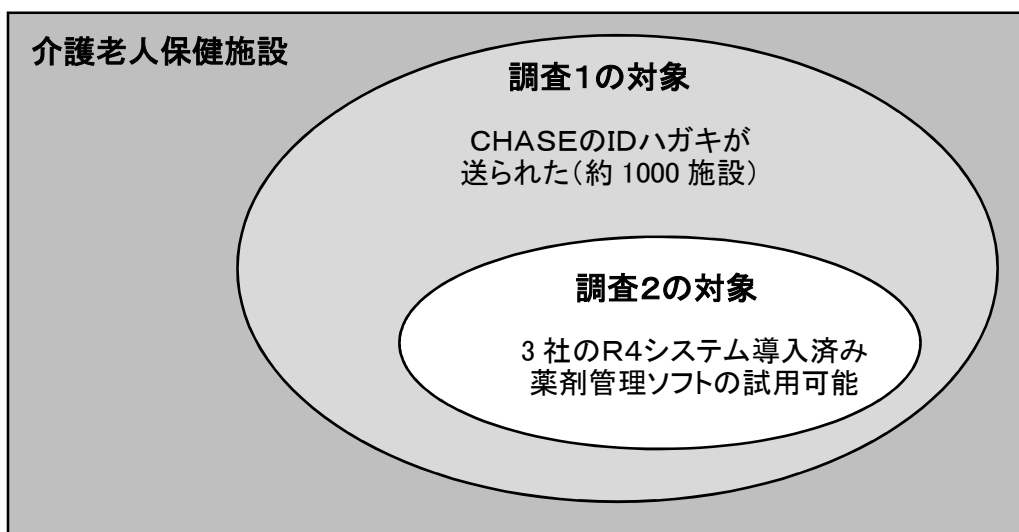 介護老人保健施設
調査1の対象
CHASEのIDハガキが
送られた(約 1000 施設)
調査2の対象
3 社のR4システム導入済み
薬剤管理ソフトの試用可能